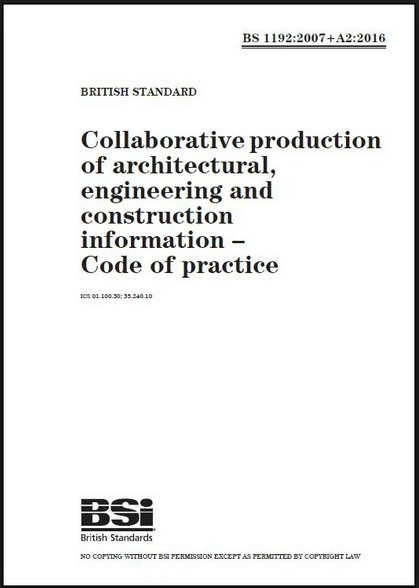 BS 1192:2007+A2:2016
BRITISH STANDARD
Collaborative production
of architectural,
engineering and
construction
information –
Code of practice
ICS 01.100.30; 35.240.10
BSi
British Standards
NO COPYING WITHOUT BSI PERMISSION EXCEPT AS PERMITTED BY COPYRIGHT LAW